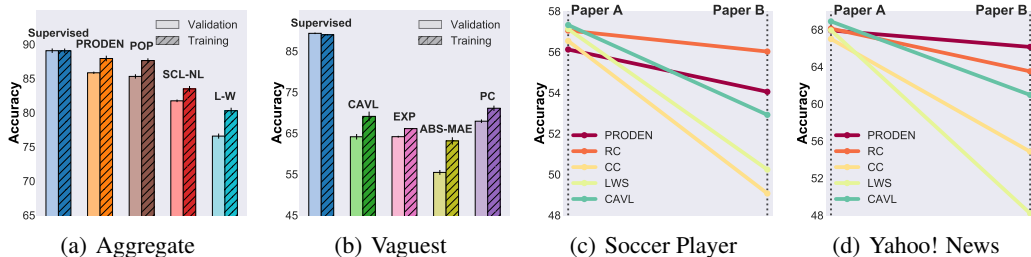 Accuracy
90
85
80
75
70
65
Supervised
PRODEN
POP
SCL-NL
L-W
Validation
Training
(a) Aggregate
Accuracy
85
75
65
55
45
Supervised
CAVL
EXP
ABS-MAE
PC
Validation
Training
(b) Vaguest
Accuracy
58
56
54
52
50
48
Paper A
Paper B
PRODEN
RC
CC
LWS
CAVL
(c) Soccer Player
Accuracy
68
64
60
56
52
48
Paper A
Paper B
PRODEN
RC
CC
LWS
CAVL
(d) Yahoo! News